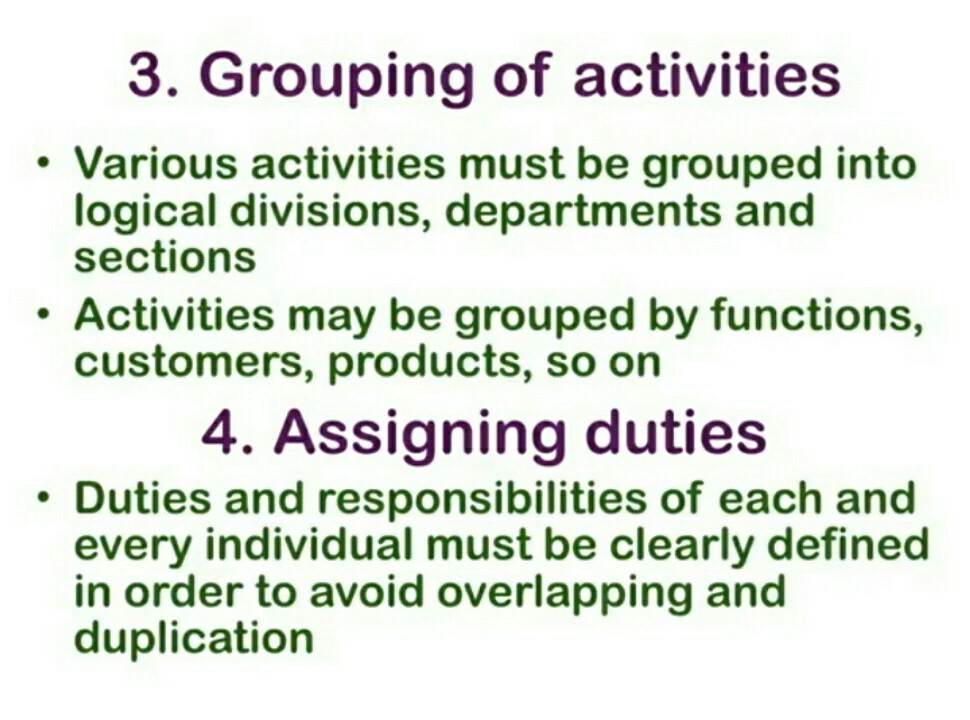 3. Grouping of activities
• Various activities must be grouped into
logical divisions, departments and
sections
• Activities may be grouped by functions,
customers, products, so on
4. Assigning duties
• Duties and responsibilities of each and
every individual must be clearly defined
in order to avoid overlapping and
duplication